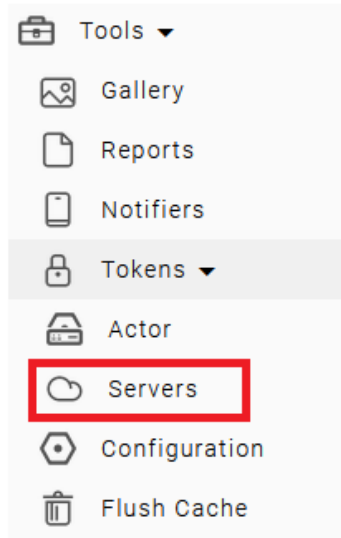 Tools
Gallery
Reports
Notifiers
Tokens
Actor
Servers
Configuration
Flush Cache